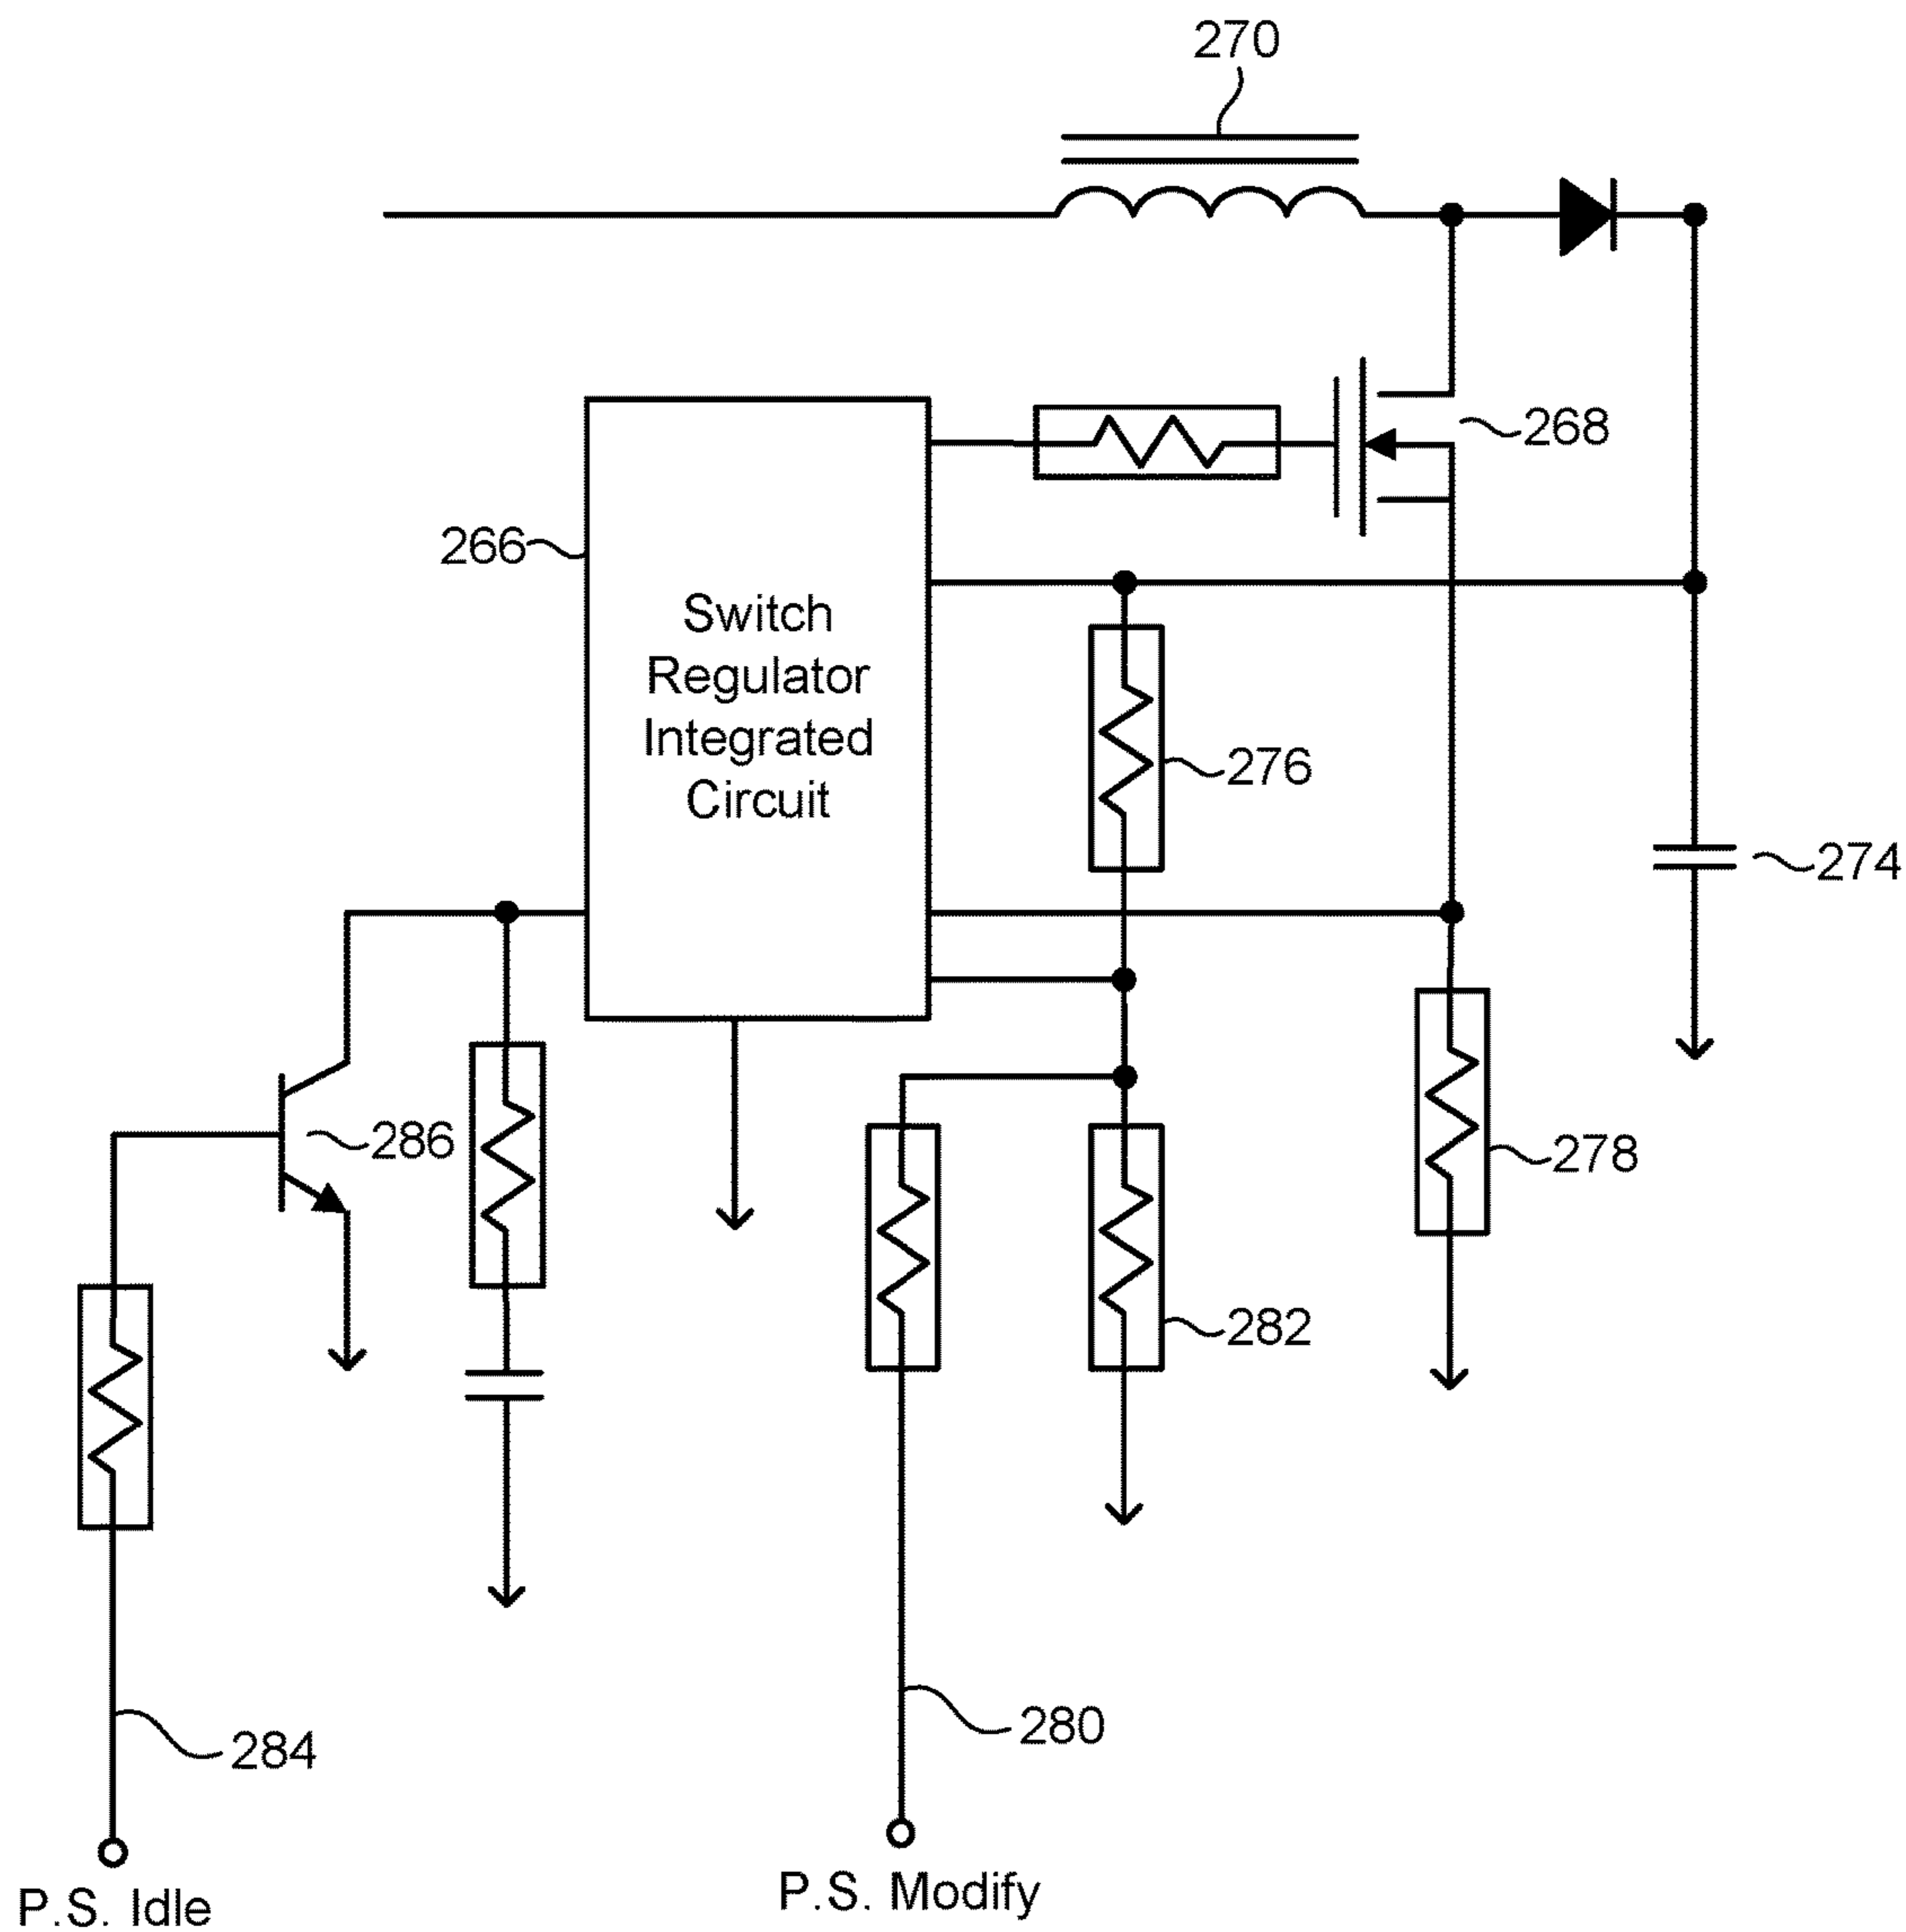 270
268
266
Switch
Regulator
Integrated
Circuit
276
274
286
278
282
280
284
P.S. Modify
P.S. Idle